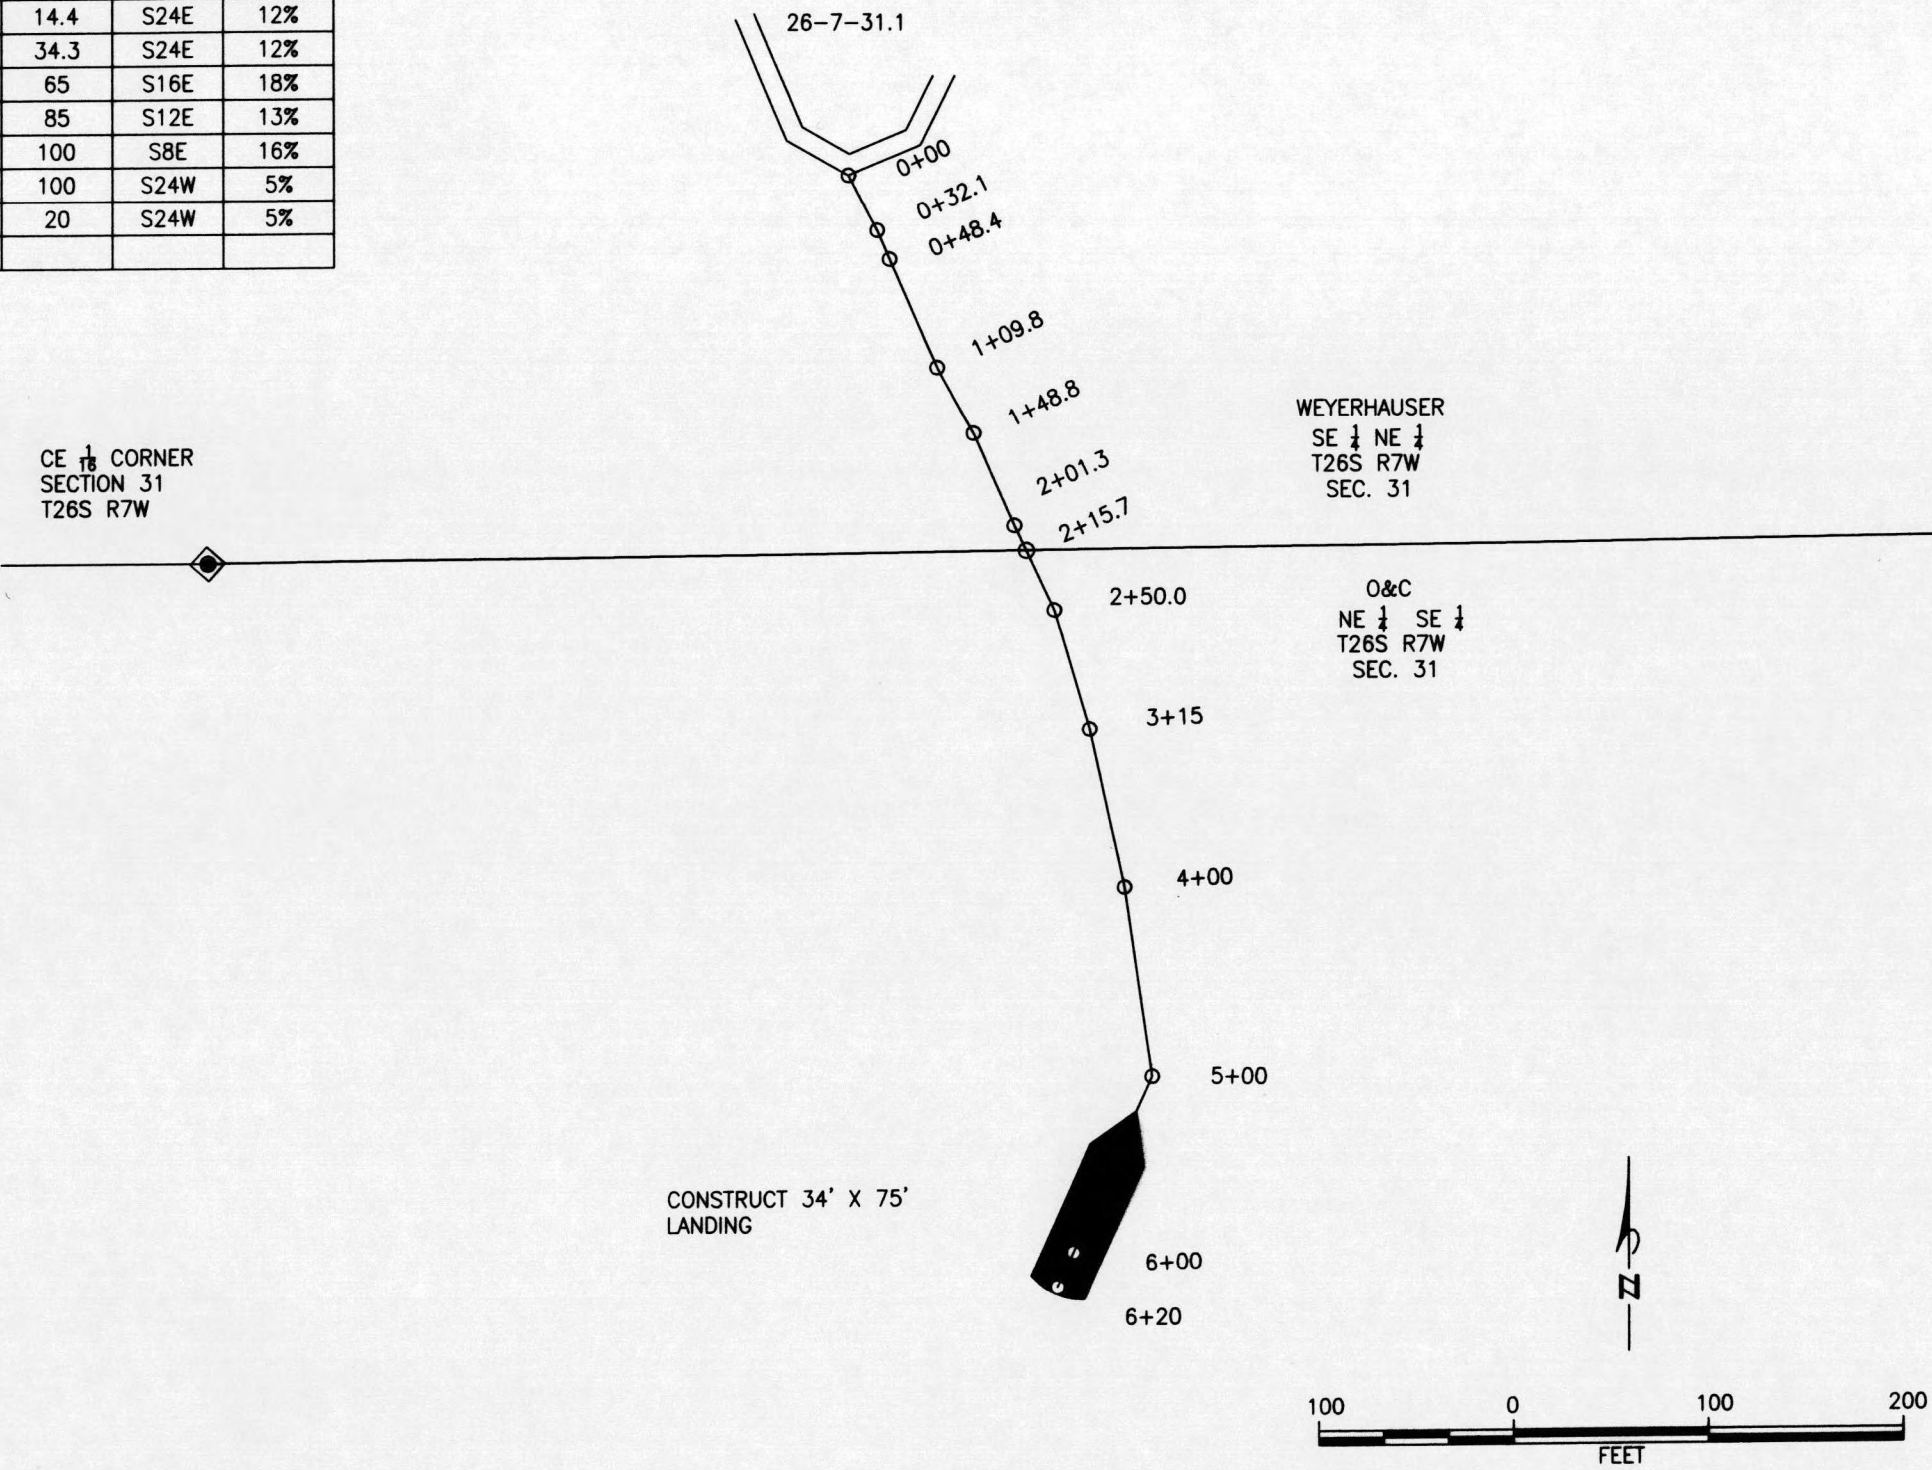 14.4 S24E 12%
34.3 S24E 12%
65 S16E 18%
85 S12E 13%
100 S8E 16%
100 S24W 5%
20 S24W 5%
26-7-31.1
0+00
0+32.1
0+48.4
1+09.8
1+48.8
2+01.3
2+15.7
WEYERHAUSER
SE 1/4 NE 1/4
T26S R7W
SEC. 31
CE 1/16 CORNER
SECTION 31
T26S R7W
2+50.0
O&C
NE 1/4 SE 1/4
T26S R7W
SEC. 31
3+15
4+00
5+00
CONSTRUCT 34' X 75'
LANDING
6+00
6+20
N
100 0 100 200
FEET